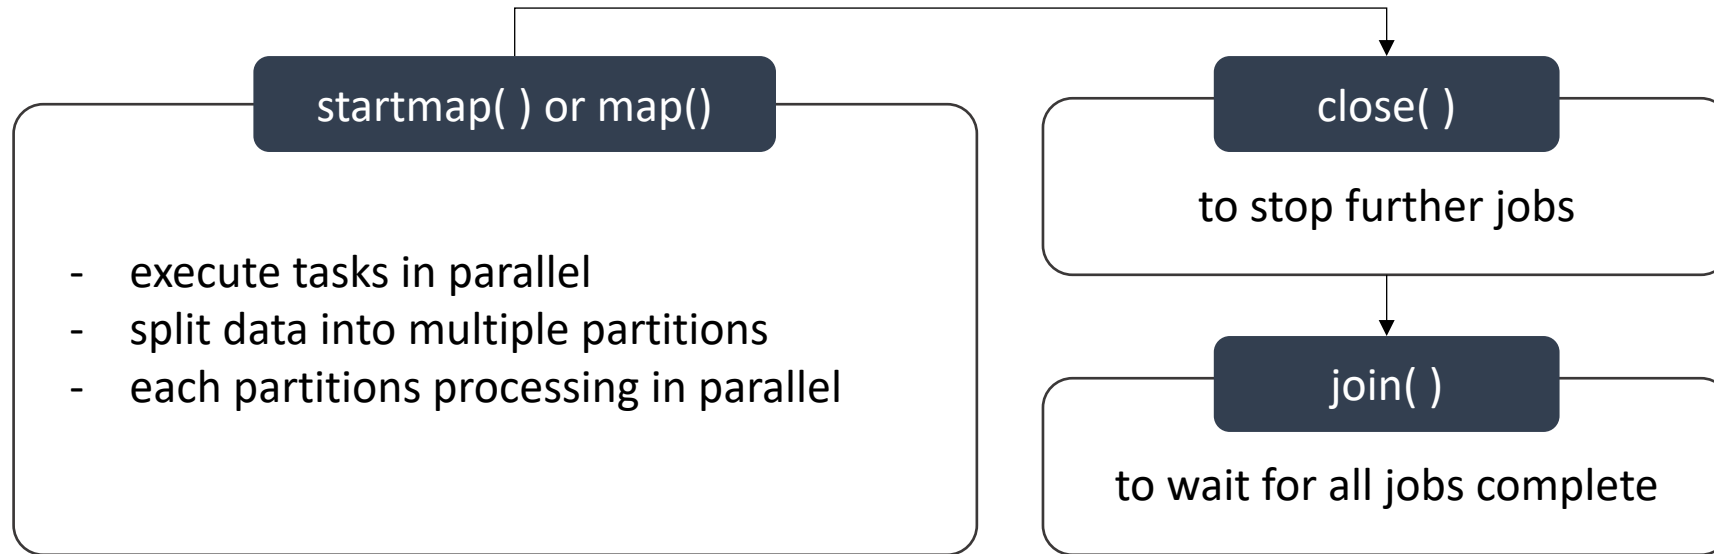 startmap( ) or map()
- execute tasks in parallel
- split data into multiple partitions
- each partitions processing in parallel
close( )
to stop further jobs
join( )
to wait for all jobs complete